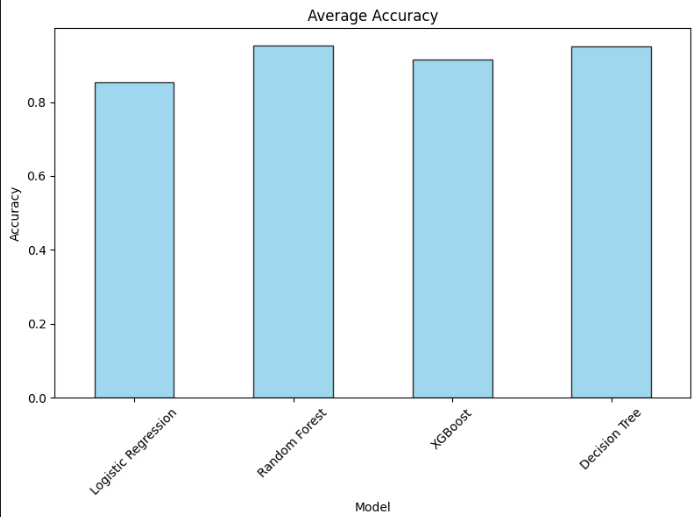 Average Accuracy
Accuracy
0.8
0.6
0.4
0.2
0.0
Logistic Regression
Random Forest
XGBoost
Decision Tree
Model